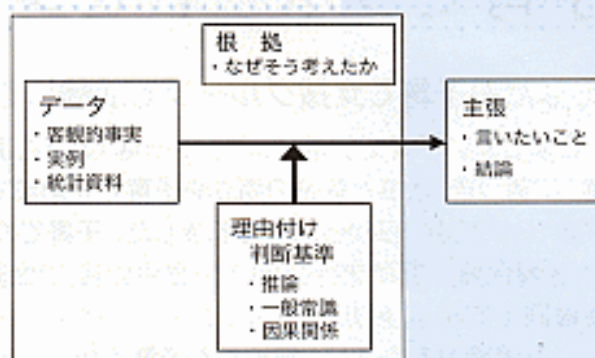 根　拠
・なぜそう考えたか
データ
・客観的事実
・実例
・統計資料
主張
・言いたいこと
・結論
理由付け
判断基準
・推論
・一般常識
・因果関係